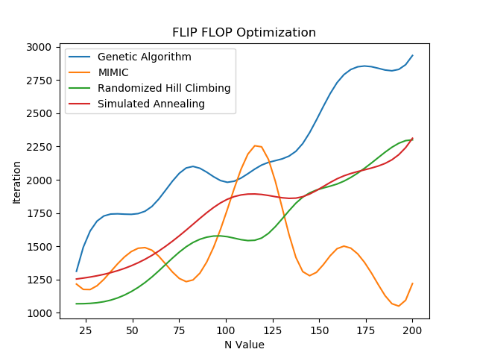 FLIP FLOP Optimization
3000
2750
2500
2250
2000
1750
1500
1250
1000
Iteration
Genetic Algorithm
MIMIC
Randomized Hill Climbing
Simulated Annealing
25 50 75 100 125 150 175 200
N Value